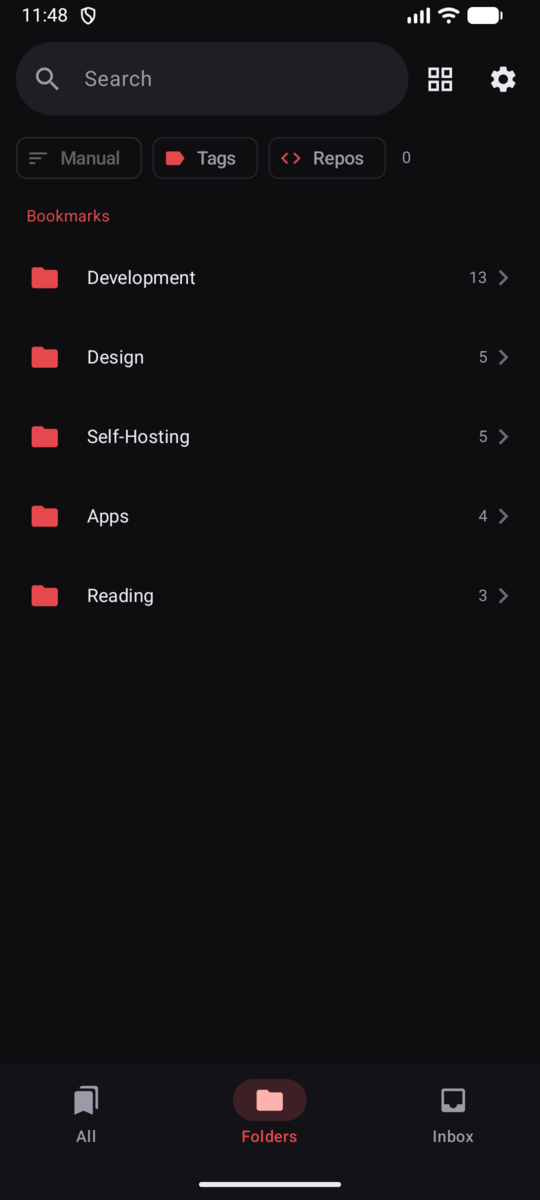 11:48
Search
Manual Tags Repos 0
Bookmarks
Development 13
Design 5
Self-Hosting 5
Apps 4
Reading 3
All Folders Inbox